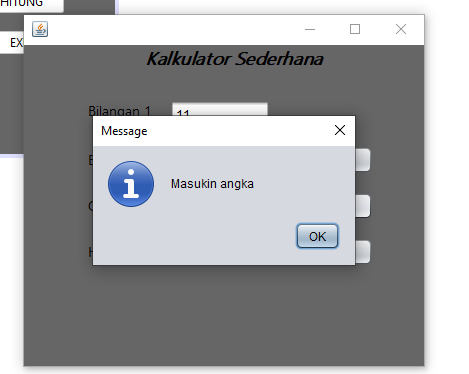 HITUNG
EX
Kalkulator Sederhana
Bilangan 1
11
Message
Masukin angka
OK